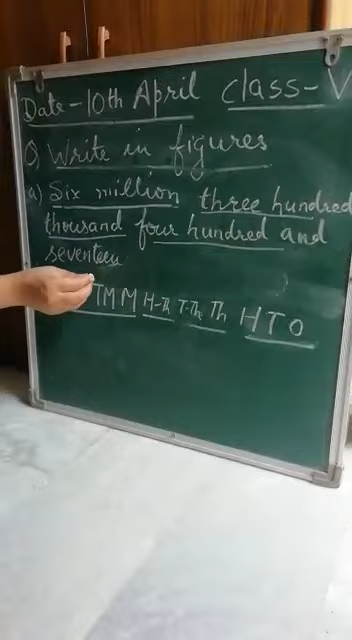 Date - 10th April Class - V
Q) Write in figures
a) Six million three hundred
thousand four hundred and
seventeen
TM M H-Th T-Th Th H T O